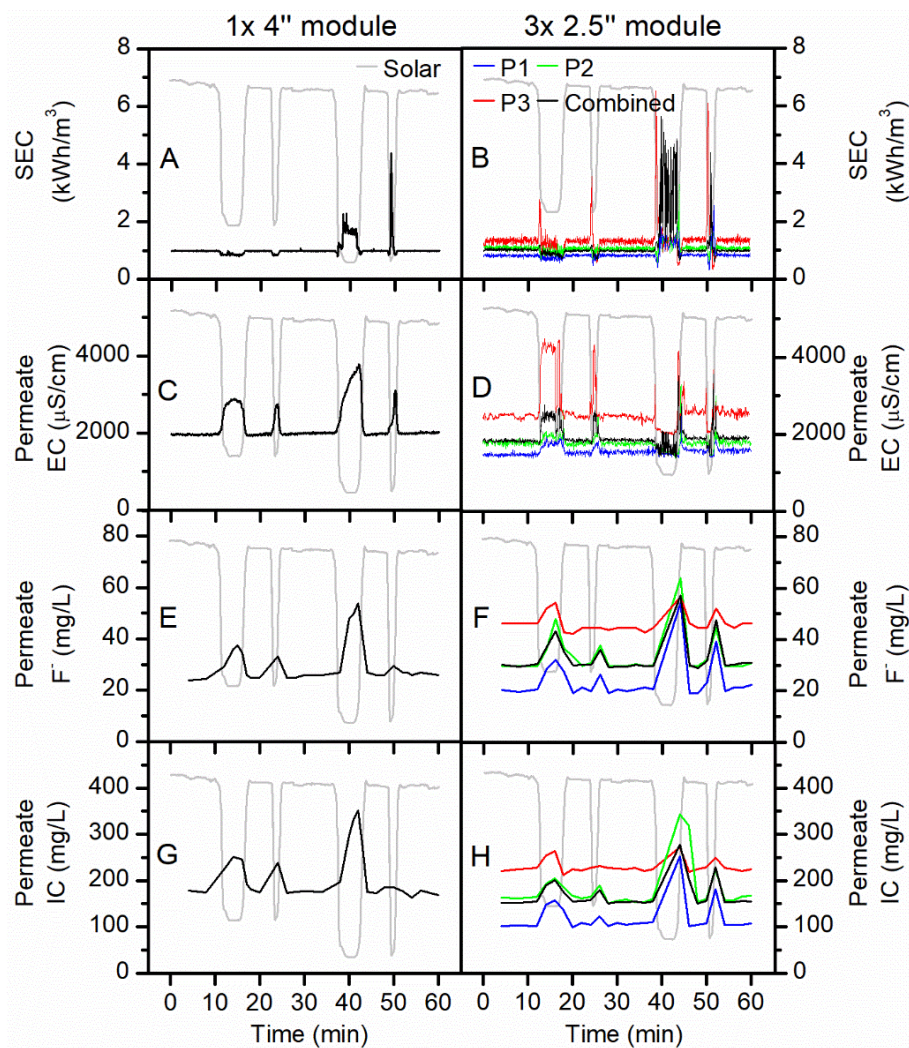 1x 4" module
3x 2.5" module
8
6
4
2
0
SEC
(kWh/m³)
Solar
A
P1
P2
P3
Combined
B
8
6
4
2
0
SEC
(kWh/m³)
Permeate
EC (µS/cm)
4000
2000
0
C
D
4000
2000
0
Permeate
EC (µS/cm)
Permeate
F⁻ (mg/L)
80
60
40
20
0
E
F
80
60
40
20
0
Permeate
F⁻ (mg/L)
Permeate
IC (mg/L)
400
300
200
100
0
G
H
400
300
200
100
0
Permeate
IC (mg/L)
0 10 20 30 40 50 60
0 10 20 30 40 50 60
Time (min)
Time (min)